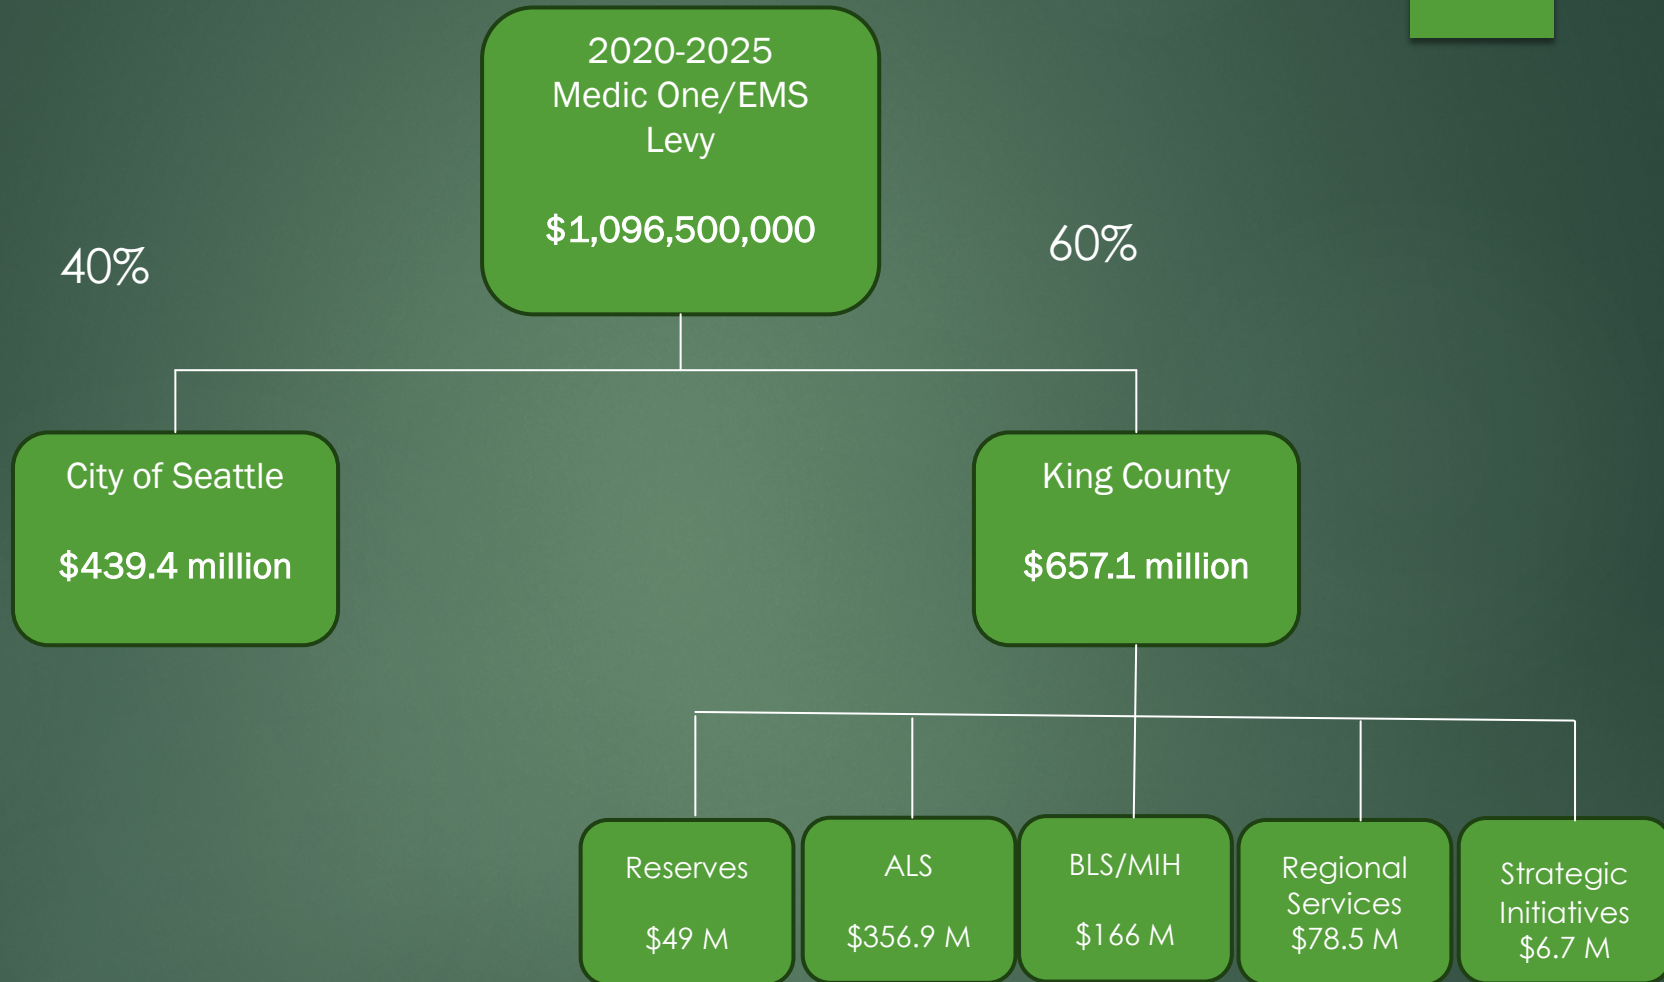 2020-2025
Medic One/EMS
Levy
$1,096,500,000
40%
60%
City of Seattle
$439.4 million
King County
$657.1 million
Reserves
$49 M
ALS
$356.9 M
BLS/MIH
$166 M
Regional
Services
$78.5 M
Strategic
Initiatives
$6.7 M